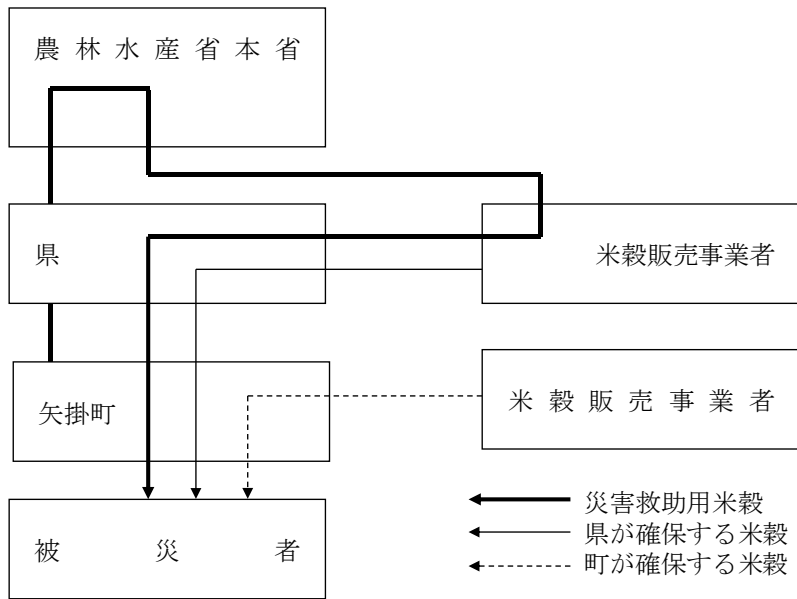 農林水産省本省
県
米穀販売事業者
矢掛町
米穀販売事業者
災害救助用米穀
県が確保する米穀
町が確保する米穀
被災者